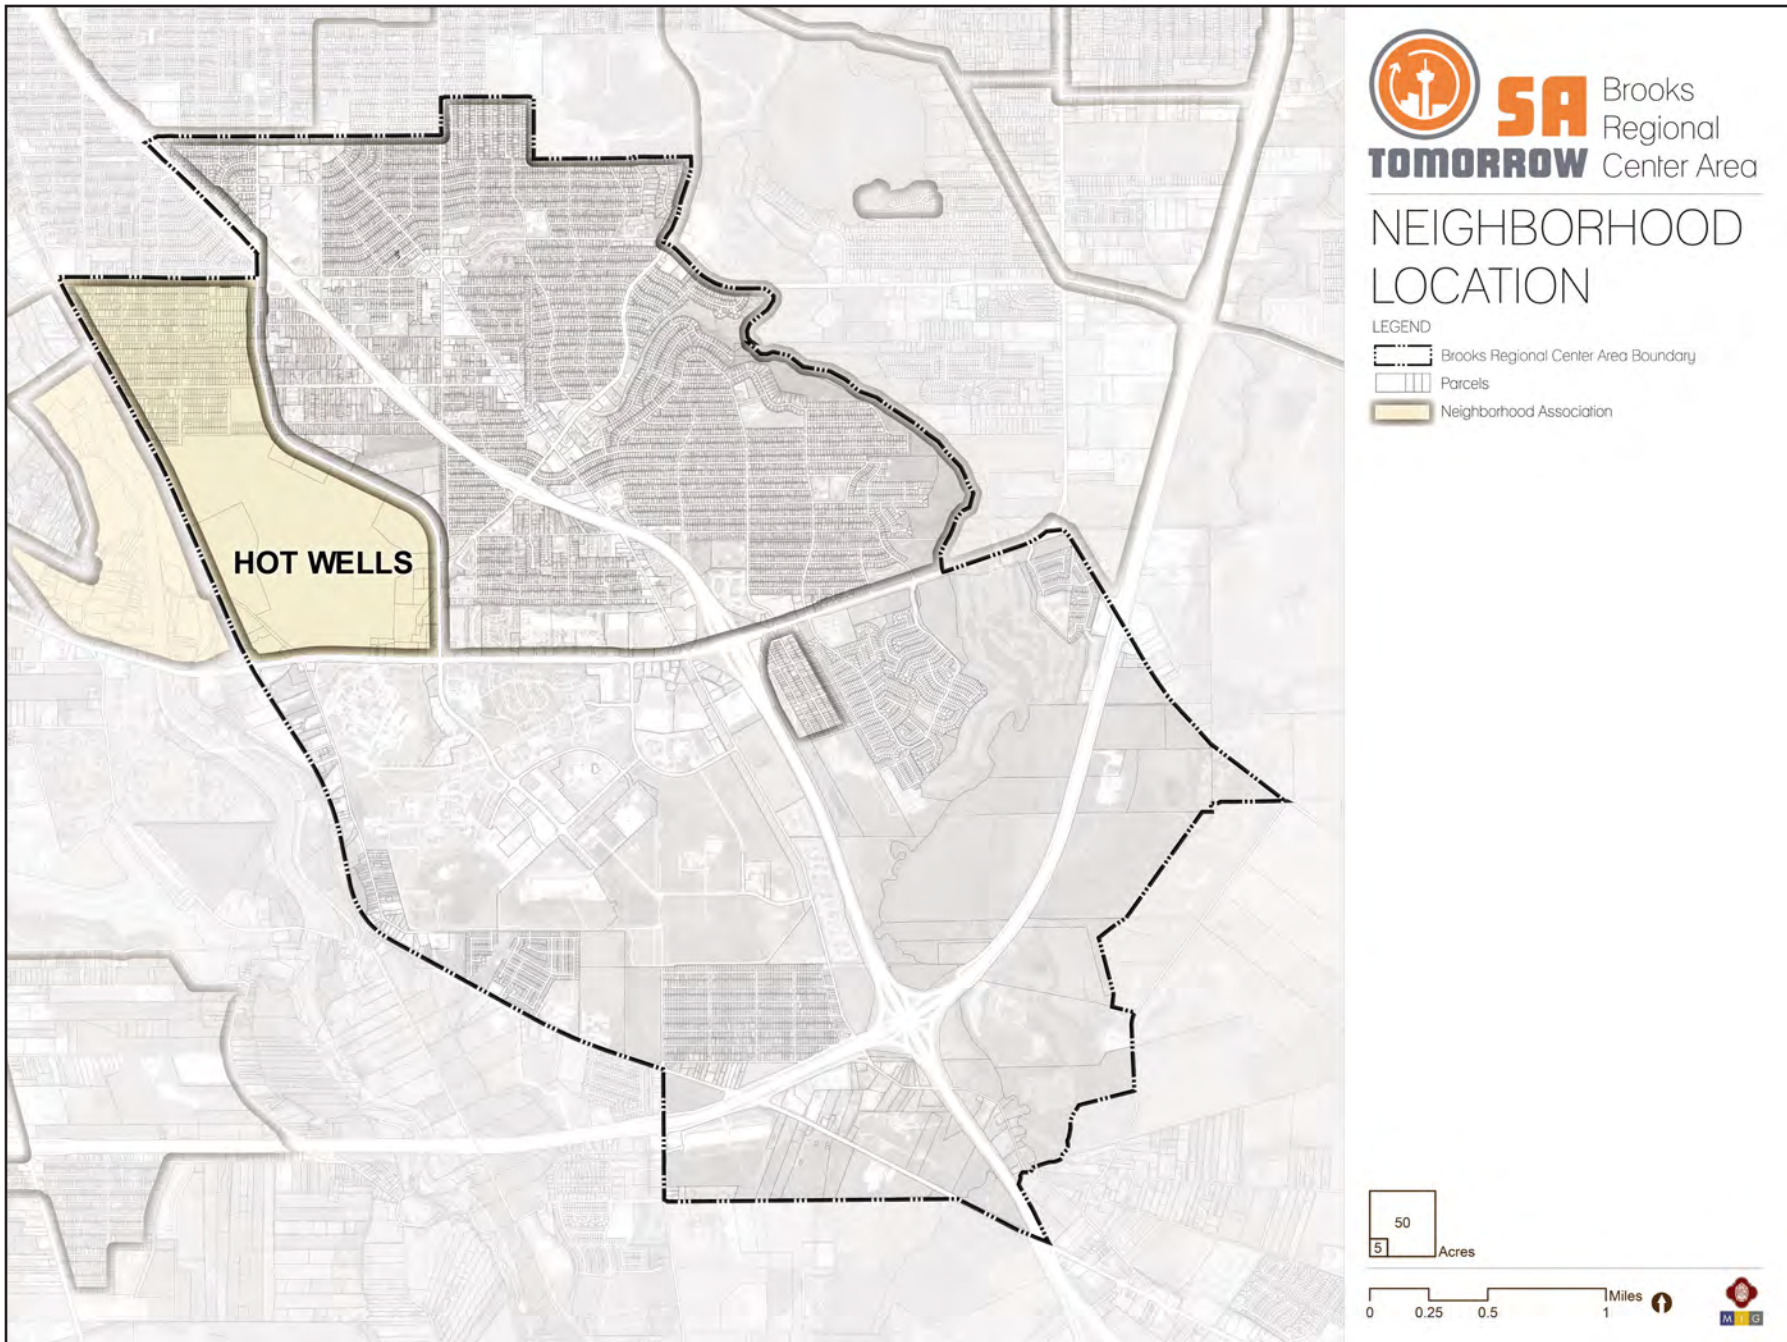 SA
TOMORROW
Brooks
Regional
Center Area
NEIGHBORHOOD
LOCATION
LEGEND
Brooks Regional Center Area Boundary
Parcels
Neighborhood Association
HOT WELLS
50
5
Acres
Miles
0
0.25
0.5
1
M I G